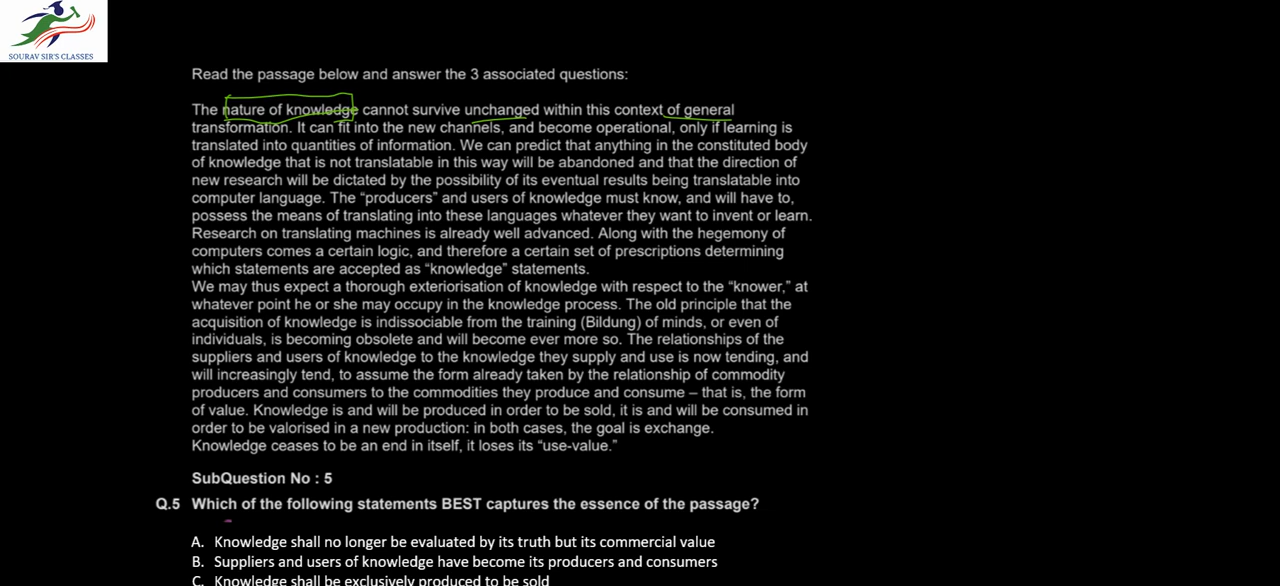 SOURAV SIR'S CLASSES
Read the passage below and answer the 3 associated questions:
The nature of knowledge cannot survive unchanged within this context of general
transformation. It can fit into the new channels, and become operational, only if learning is
translated into quantities of information. We can predict that anything in the constituted body
of knowledge that is not translatable in this way will be abandoned and that the direction of
new research will be dictated by the possibility of its eventual results being translatable into
computer language. The “producers” and users of knowledge must know, and will have to,
possess the means of translating into these languages whatever they want to invent or learn.
Research on translating machines is already well advanced. Along with the hegemony of
computers comes a certain logic, and therefore a certain set of prescriptions determining
which statements are accepted as “knowledge” statements.
We may thus expect a thorough exteriorisation of knowledge with respect to the “knower,” at
whatever point he or she may occupy in the knowledge process. The old principle that the
acquisition of knowledge is indissociable from the training (Bildung) of minds, or even of
individuals, is becoming obsolete and will become ever more so. The relationships of the
suppliers and users of knowledge to the knowledge they supply and use is now tending, and
will increasingly tend, to assume the form already taken by the relationship of commodity
producers and consumers to the commodities they produce and consume – that is, the form
of value. Knowledge is and will be produced in order to be sold, it is and will be consumed in
order to be valorised in a new production: in both cases, the goal is exchange.
Knowledge ceases to be an end in itself, it loses its “use-value.”
SubQuestion No : 5
Q.5 Which of the following statements BEST captures the essence of the passage?
A. Knowledge shall no longer be evaluated by its truth but its commercial value
B. Suppliers and users of knowledge have become its producers and consumers
C. Knowledge shall be exclusively produced to be sold